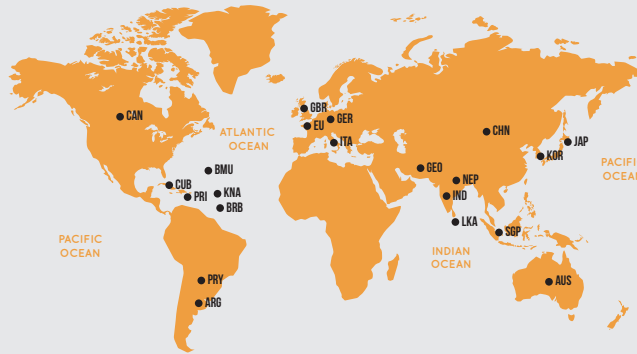 CAN
GBR
GER
EU
ATLANTIC
OCEAN
ITA
CHN
JAP
KOR
PACIFI
OCEAN
BMU
GEO
NEP
CUB
PRI
KNA
IND
BRB
LKA
SGP
PACIFIC
OCEAN
INDIAN
OCEAN
PRY
AUS
ARG